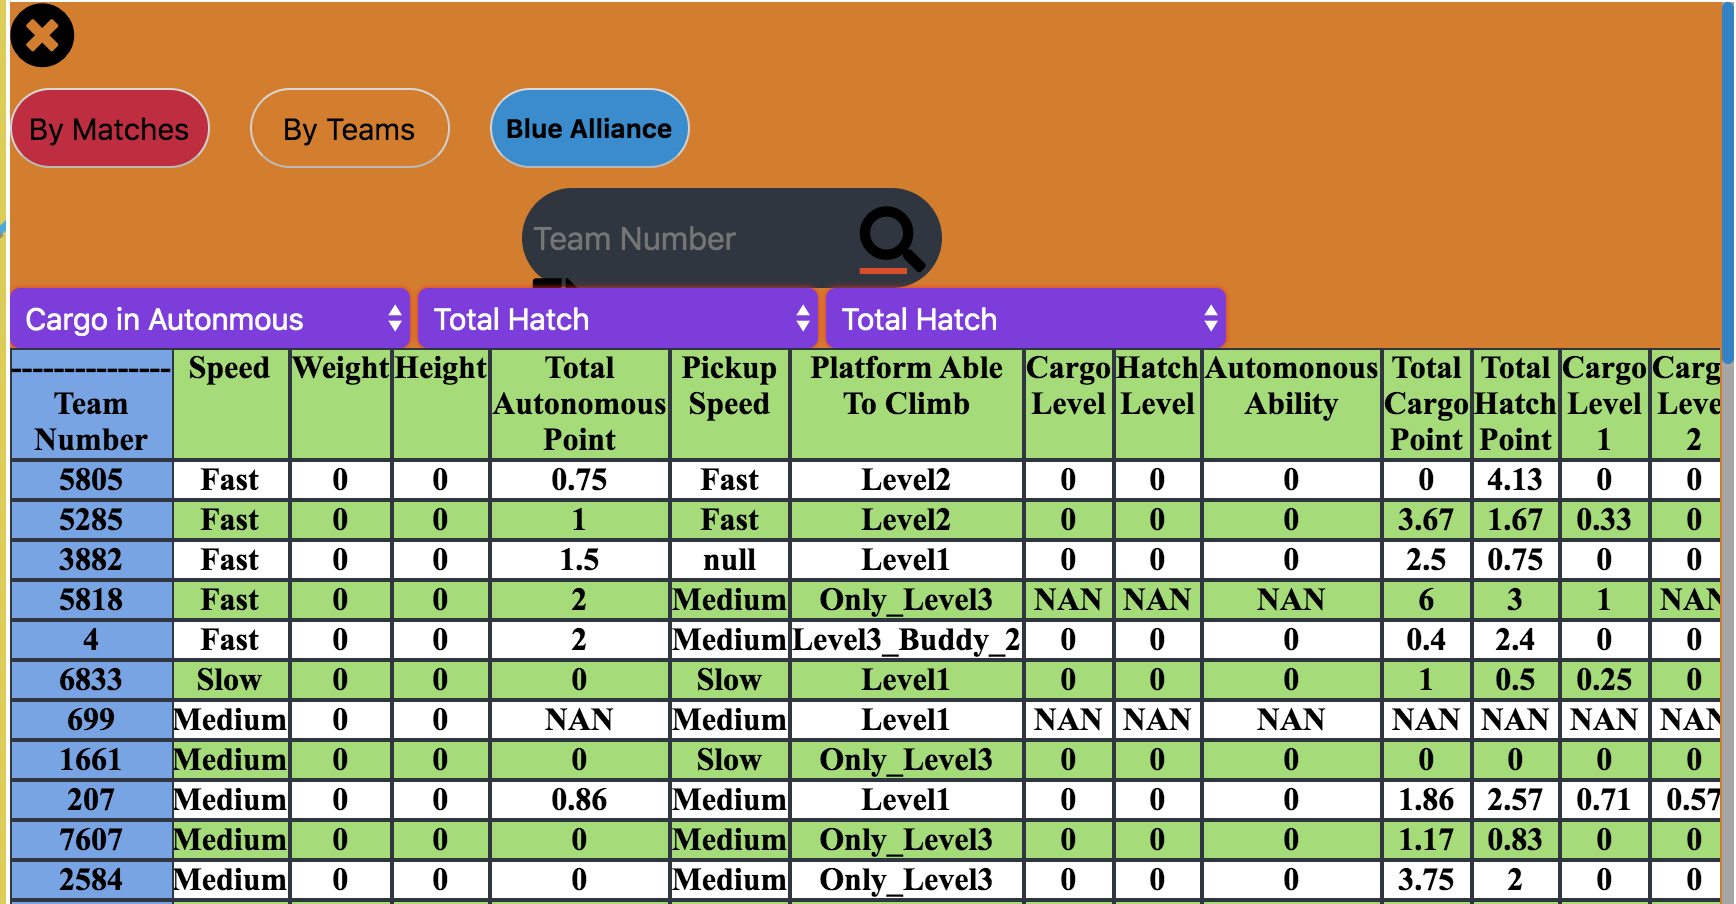 By Matches By Teams Blue Alliance
Team Number
Cargo in Autonmous Total Hatch Total Hatch
--------------- Team Number Speed Weight Height Total Autonomous Point Pickup Speed Platform Able To Climb Cargo Level Hatch Level Automonous Ability Total Cargo Point Total Hatch Point Cargo Level 1 Carg Leve 2
5805 Fast 0 0 0.75 Fast Level2 0 0 0 0 4.13 0 0
5285 Fast 0 0 1 Fast Level2 0 0 0 3.67 1.67 0.33 0
3882 Fast 0 0 1.5 null Level1 0 0 0 2.5 0.75 0 0
5818 Fast 0 0 2 Medium Only_Level3 NAN NAN NAN 6 3 1 NAN
4 Fast 0 0 2 Medium Level3_Buddy_2 0 0 0 0.4 2.4 0 0
6833 Slow 0 0 0 Slow Level1 0 0 0 1 0.5 0.25 0
699 Medium 0 0 NAN Medium Level1 NAN NAN NAN NAN NAN NAN NAN
1661 Medium 0 0 0 Slow Only_Level3 0 0 0 0 0 0 0
207 Medium 0 0 0.86 Medium Level1 0 0 0 1.86 2.57 0.71 0.57
7607 Medium 0 0 0 Medium Only_Level3 0 0 0 1.17 0.83 0 0
2584 Medium 0 0 0 Medium Only_Level3 0 0 0 3.75 2 0 0